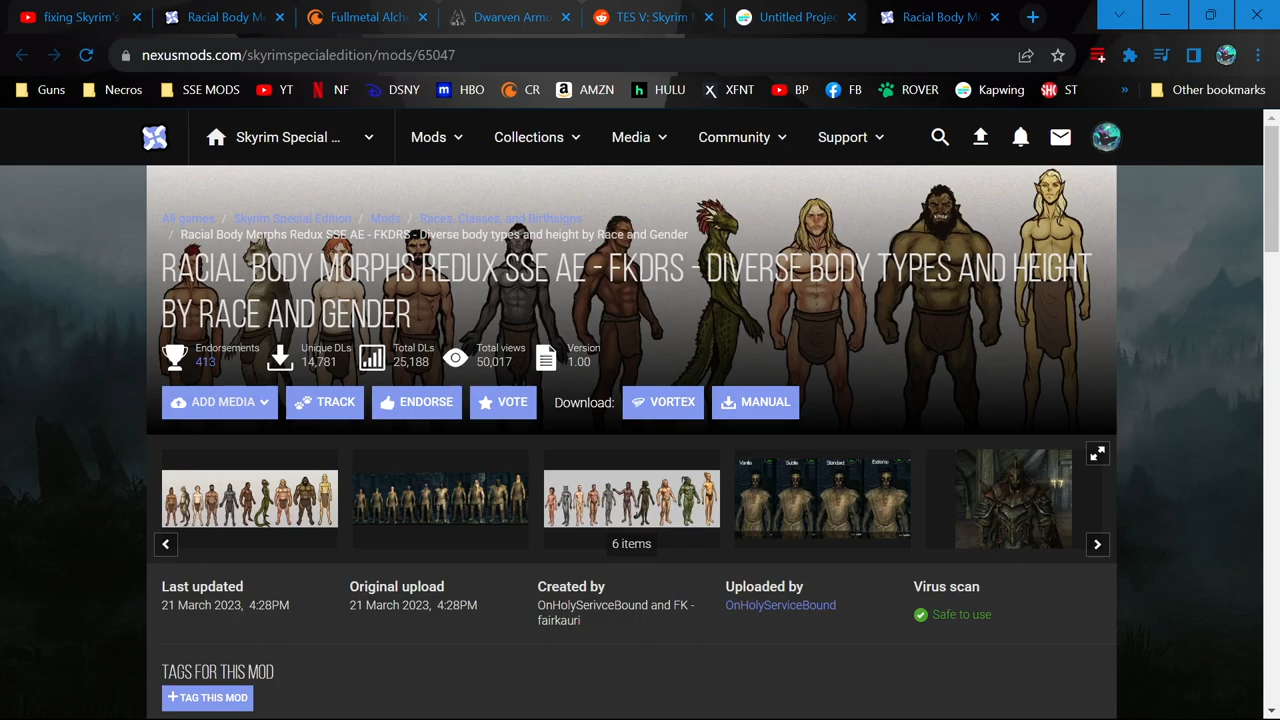 fixing Skyrim's
Racial Body M
Fullmetal Alch
Dwarven Armo
TES V: Skyrim
Untitled Projec
Racial Body M
nexusmods.com/skyrimspecialedition/mods/65047
Guns
Necros
SSE MODS
YT
NF
DSNY
HBO
CR
AMZN
HULU
XFNT
BP
FB
ROVER
Kapwing
ST
»
Other bookmarks
Skyrim Special ...
Mods
Collections
Media
Community
Support
All games / Skyrim Special Edition / Mods / Races, Classes, and Birthsigns
/ Racial Body Morphs Redux SSE AE - FKDRS - Diverse body types and height by Race and Gender
RACIAL BODY MORPHS REDUX SSE AE - FKDRS - DIVERSE BODY TYPES AND HEIGHT
BY RACE AND GENDER
Endorsements
413
Unique DLs
14,781
Total DLs
25,188
Total views
50,017
Version
1.00
ADD MEDIA
TRACK
ENDORSE
VOTE
Download:
VORTEX
MANUAL
Vanilla
Subtle
Standard
Extreme
6 items
Last updated
21 March 2023, 4:28PM
Original upload
21 March 2023, 4:28PM
Created by
OnHolySerivceBound and FK -
fairkauri
Uploaded by
OnHolyServiceBound
Virus scan
Safe to use
TAGS FOR THIS MOD
+ TAG THIS MOD